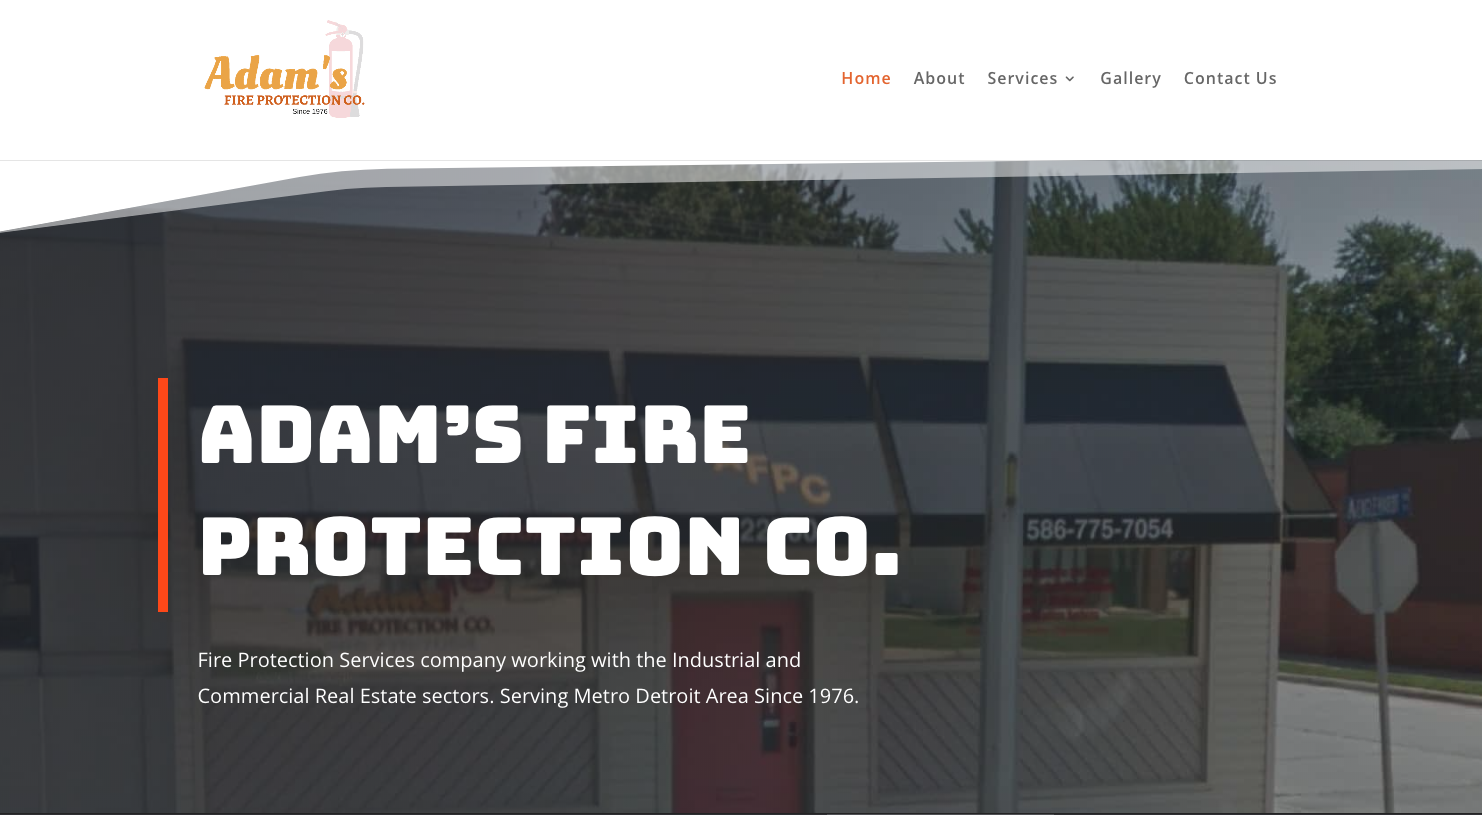 Adam's
FIRE PROTECTION CO.
Since 1976
Home About Services Gallery Contact Us
ADAM'S FIRE
PROTECTION CO.
AFPC
586-775-7054
Adam's
FIRE PROTECTION CO.
Fire Protection Services company working with the Industrial and
Commercial Real Estate sectors. Serving Metro Detroit Area Since 1976.